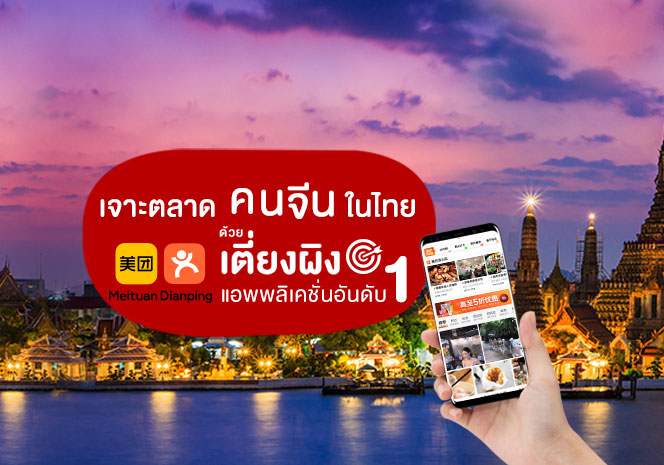 เจาะตลาด คนจีน ในไทย
ด้วย
เตี่ยงผิง
美团
Meituan Dianping
แอพพลิเคชั่นอันดับ 1